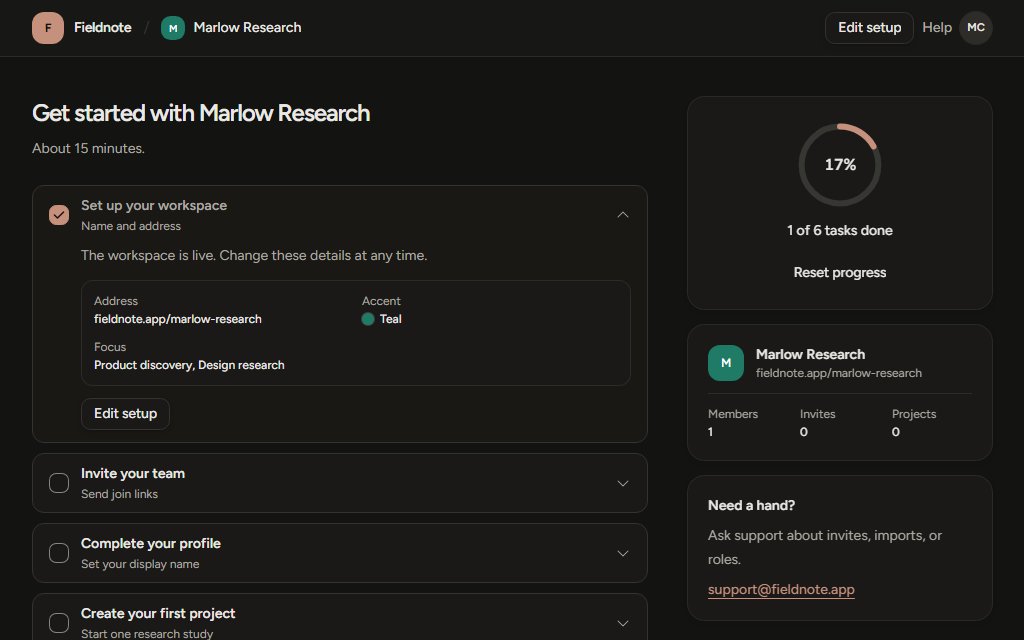 F Fieldnote / M Marlow Research
Edit setup Help MC
Get started with Marlow Research
About 15 minutes.
Set up your workspace
Name and address
The workspace is live. Change these details at any time.
Address
fieldnote.app/marlow-research
Accent
Teal
Focus
Product discovery, Design research
Edit setup
Invite your team
Send join links
Complete your profile
Set your display name
Create your first project
Start one research study
17%
1 of 6 tasks done
Reset progress
M
Marlow Research
fieldnote.app/marlow-research
Members Invites Projects
1 0 0
Need a hand?
Ask support about invites, imports, or
roles.
support@fieldnote.app